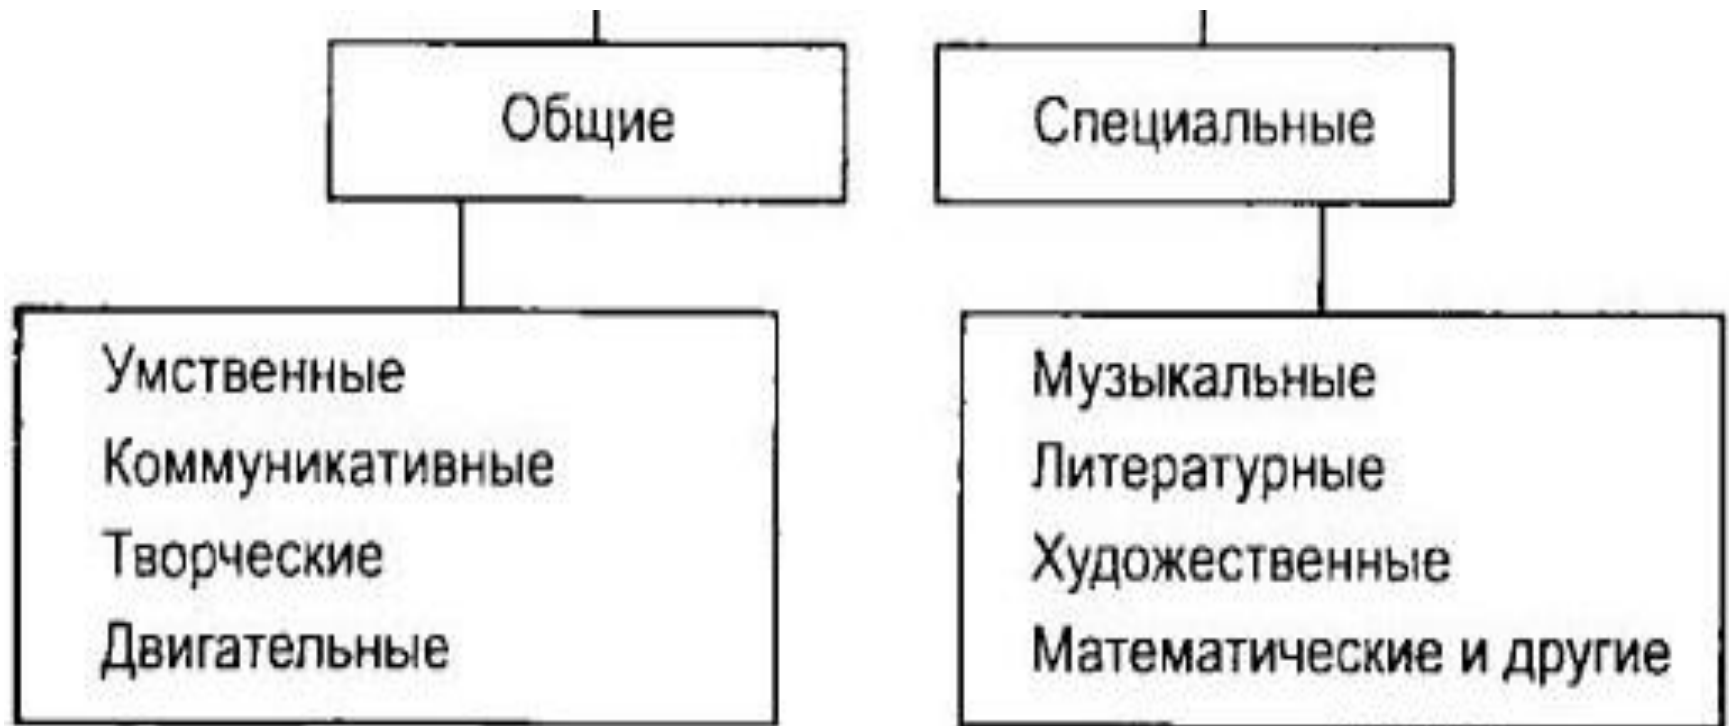 Общие
Специальные
Умственные
Коммуникативные
Творческие
Двигательные
Музыкальные
Литературные
Художественные
Математические и другие